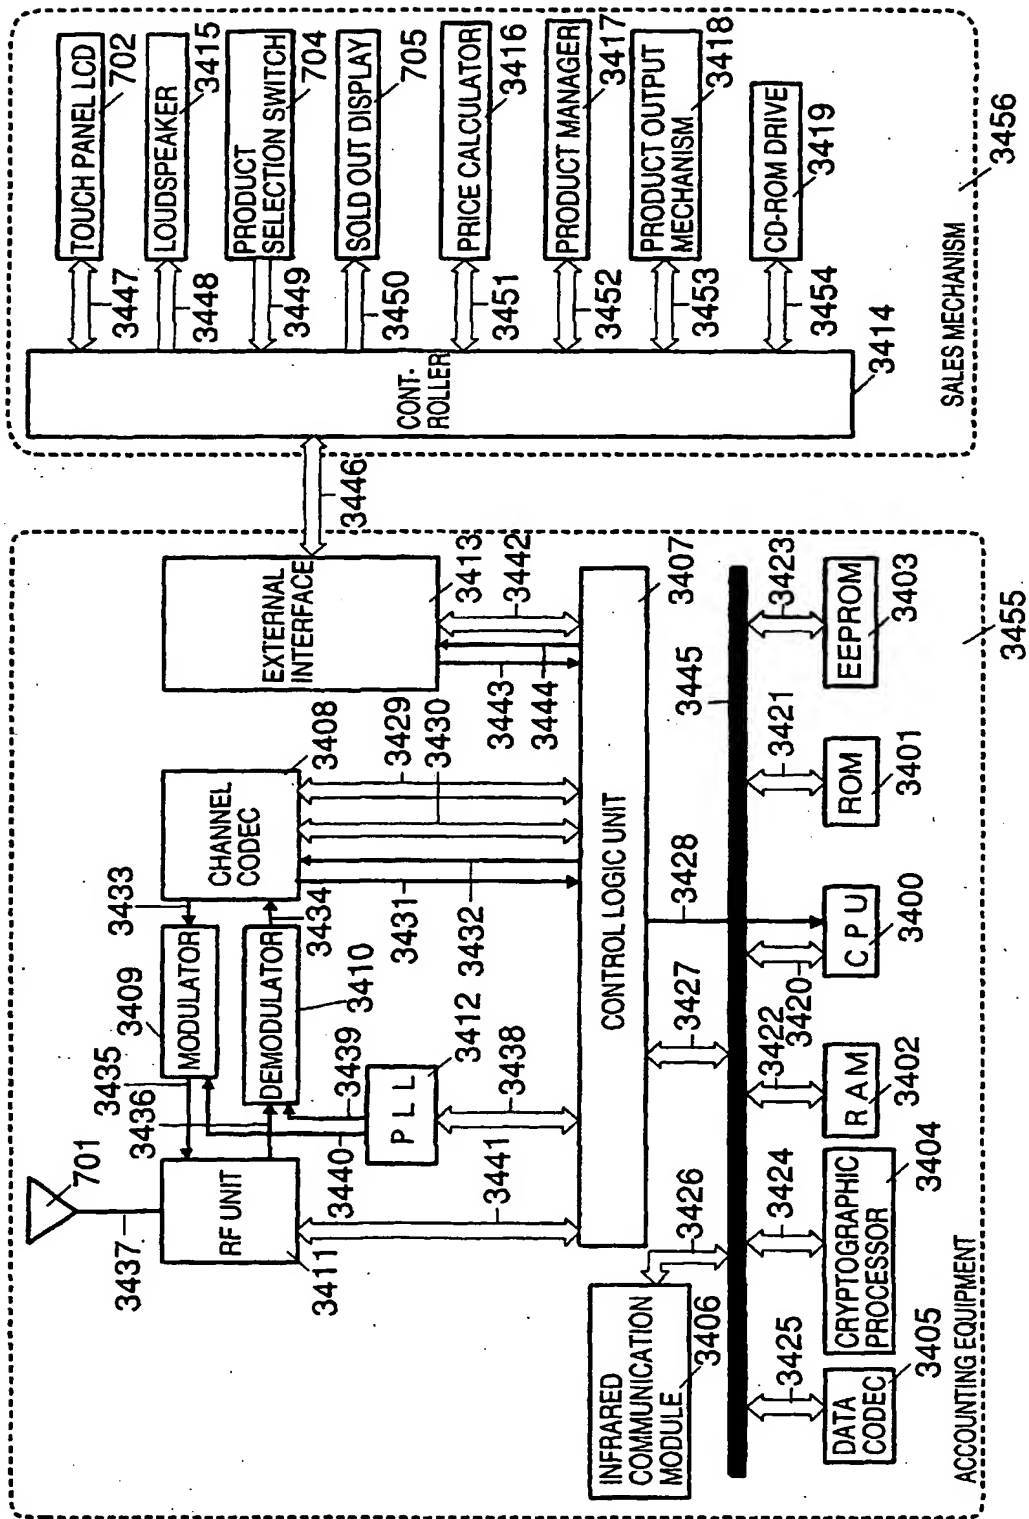 701
3437
RF UNIT
3411
3435
3436
3409
MODULATOR
DEMODULATOR
3410
3433
3434
CHANNEL
CODEC
3408
3440
3439
P L L
3412
3438
3441
3431
3432
3430
3429
EXTERNAL
INTERFACE
3413
3443
3444
3442
3446
CONTROL LOGIC UNIT
3407
INFRARED
COMMUNICATION
MODULE
3406
3426
3427
3428
3445
3425
3424
3422
3420
3421
3423
DATA
CODEC
3405
CRYPTOGRAPHIC
PROCESSOR
3404
R A M
3402
C P U
3400
ROM
3401
EEPROM
3403
ACCOUNTING EQUIPMENT
3455
CONT-
ROLLER
3414
3447
TOUCH PANEL LCD
702
3448
LOUDSPEAKER
3415
3449
PRODUCT
SELECTION SWITCH
704
3450
SOLD OUT DISPLAY
705
3451
PRICE CALCULATOR
3416
3452
PRODUCT MANAGER
3417
3453
PRODUCT OUTPUT
MECHANISM
3418
3454
CD-ROM DRIVE
3419
SALES MECHANISM
3456